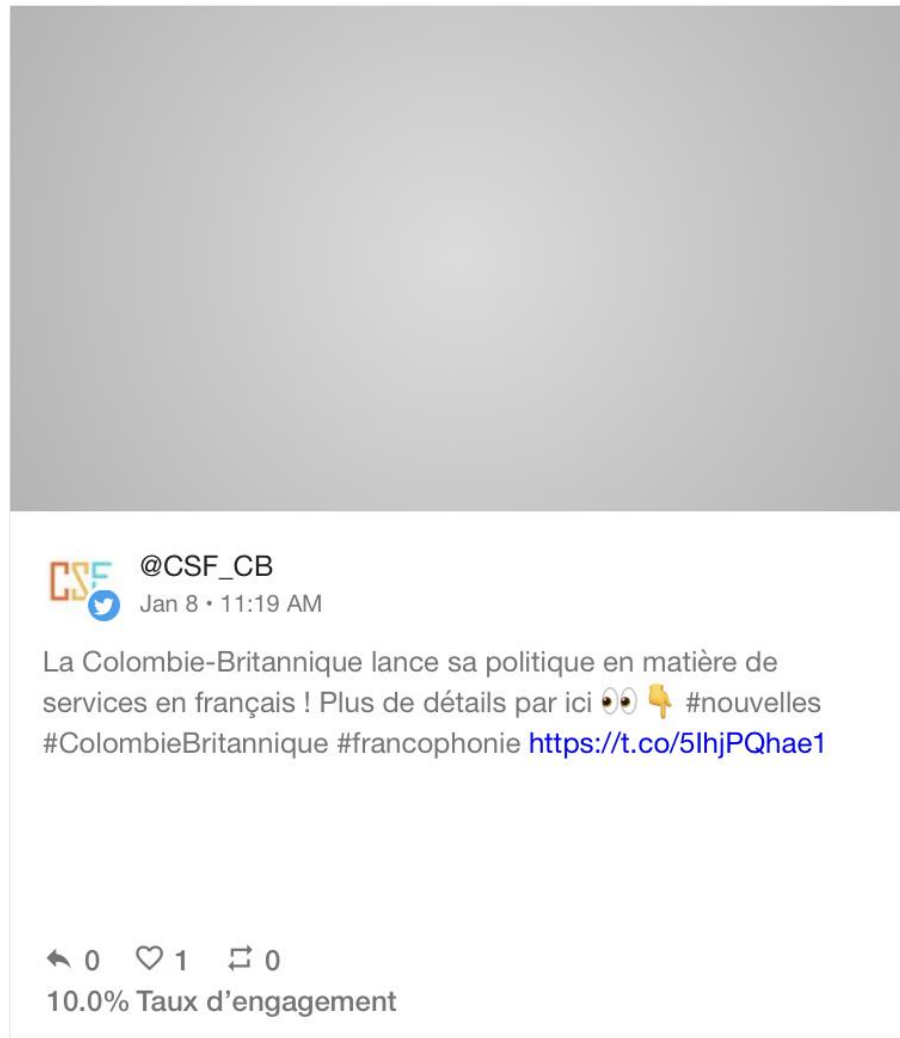 CSF
@CSF_CB
Jan 8 • 11:19 AM
La Colombie-Britannique lance sa politique en matière de
services en français ! Plus de détails par ici 👀 👇 #nouvelles
#ColombieBritannique #francophonie https://t.co/5lhjPQhae1
0 1 0
10.0% Taux d’engagement